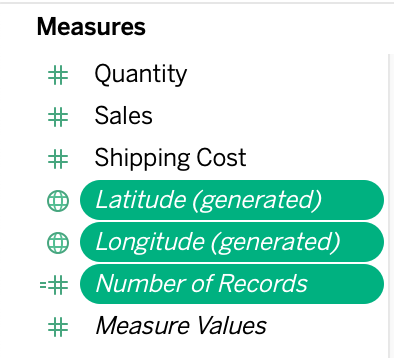 Measures
Quantity
Sales
Shipping Cost
Latitude (generated)
Longitude (generated)
Number of Records
Measure Values